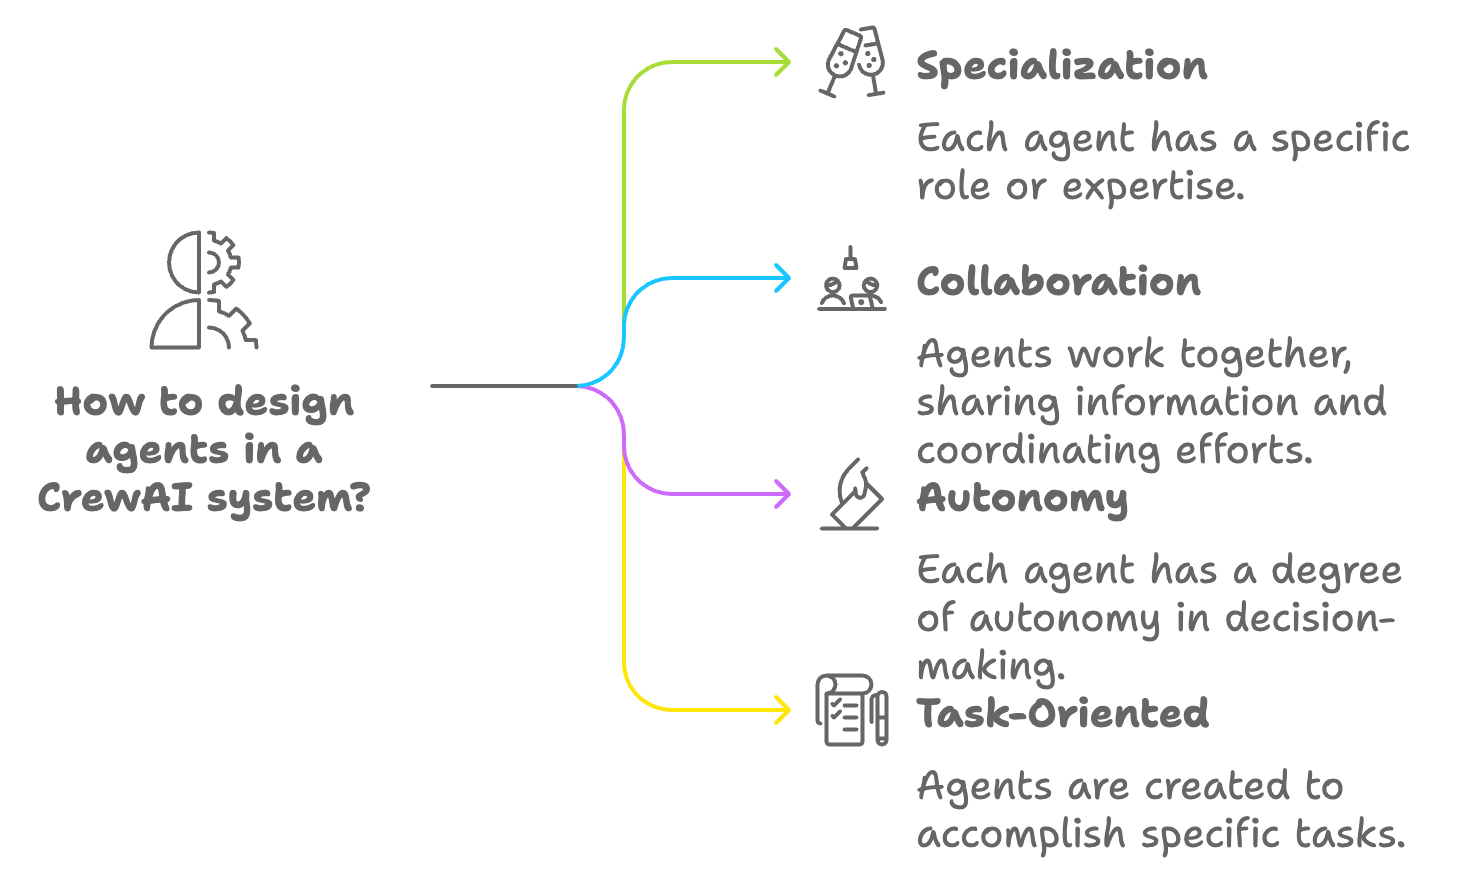 How to design
agents in a
CrewAI system?
Specialization
Each agent has a specific
role or expertise.
Collaboration
Agents work together,
sharing information and
coordinating efforts.
Autonomy
Each agent has a degree
of autonomy in decision-
making.
Task-Oriented
Agents are created to
accomplish specific tasks.